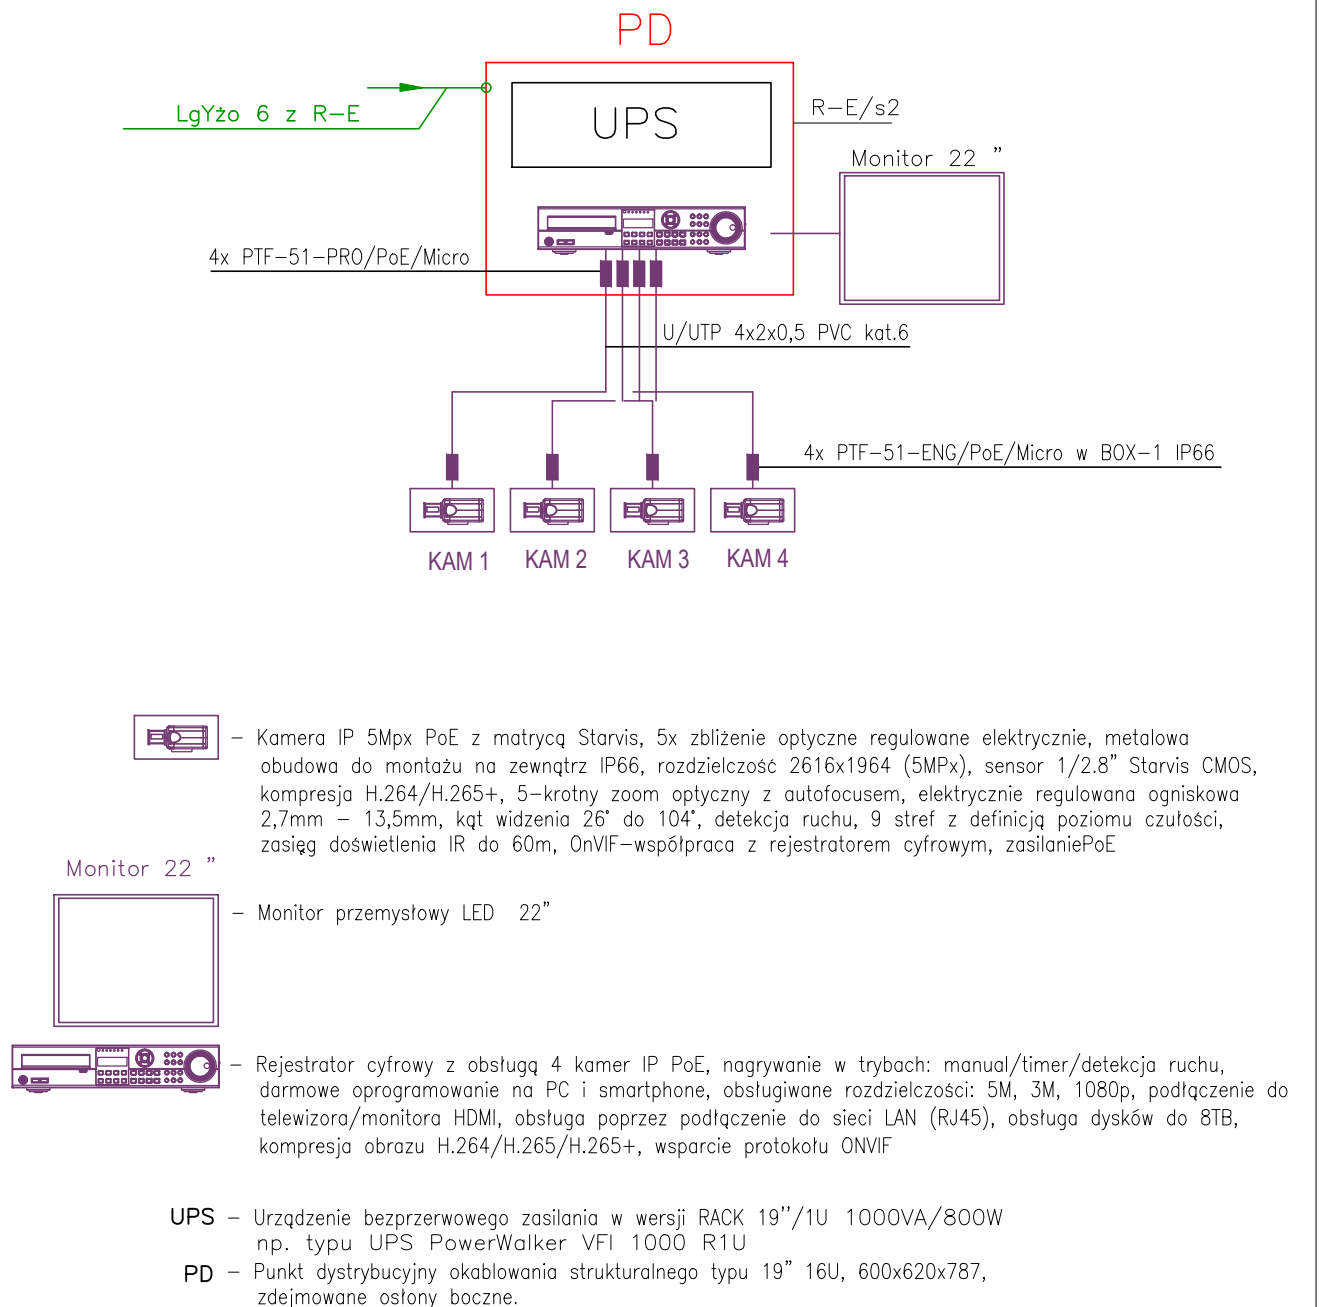 PD
LgYżo 6 z R-E
UPS
R-E/s2
Monitor 22 ”
4x PTF-51-PRO/PoE/Micro
U/UTP 4x2x0,5 PVC kat.6
4x PTF-51-ENG/PoE/Micro w BOX-1 IP66
KAM 1
KAM 2
KAM 3
KAM 4
- Kamera IP 5Mpx PoE z matrycą Starvis, 5x zbliżenie optyczne regulowane elektrycznie, metalowa
obudowa do montażu na zewnątrz IP66, rozdzielczość 2616x1964 (5MPx), sensor 1/2.8” Starvis CMOS,
kompresja H.264/H.265+, 5-krotny zoom optyczny z autofocusem, elektrycznie regulowana ogniskowa
2,7mm - 13,5mm, kąt widzenia 26° do 104°, detekcja ruchu, 9 stref z definicją poziomu czułości,
zasięg doświetlenia IR do 60m, OnVIF-współpraca z rejestratorem cyfrowym, zasilaniePoE
Monitor 22 ”
- Monitor przemysłowy LED 22”
- Rejestrator cyfrowy z obsługą 4 kamer IP PoE, nagrywanie w trybach: manual/timer/detekcja ruchu,
darmowe oprogramowanie na PC i smartphone, obsługiwane rozdzielczości: 5M, 3M, 1080p, podłączenie do
telewizora/monitora HDMI, obsługa poprzez podłączenie do sieci LAN (RJ45), obsługa dysków do 8TB,
kompresja obrazu H.264/H.265/H.265+, wsparcie protokołu ONVIF
UPS - Urządzenie bezprzerwowego zasilania w wersji RACK 19''/1U 1000VA/800W
np. typu UPS PowerWalker VFI 1000 R1U
PD - Punkt dystrybucyjny okablowania strukturalnego typu 19” 16U, 600x620x787,
zdejmowane osłony boczne.